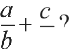 a/b + c/ ?